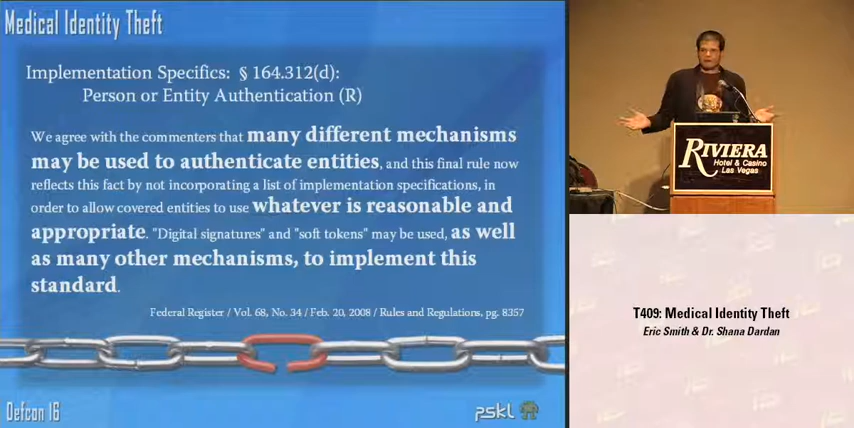 Medical Identity Theft
Implementation Specifics: § 164.312(d):
Person or Entity Authentication (R)
We agree with the commenters that many different mechanisms
may be used to authenticate entities, and this final rule now
reflects this fact by not incorporating a list of implementation specifications, in
order to allow covered entities to use whatever is reasonable and
appropriate. "Digital signatures" and "soft tokens" may be used, as well
as many other mechanisms, to implement this
standard.
Federal Register / Vol. 68, No. 34 / Feb. 20, 2008 / Rules and Regulations, pg. 8357
Defcon 16
pskl
RIVIERA
Hotel & Casino
Las Vegas
T409: Medical Identity Theft
Eric Smith & Dr. Shana Dardan